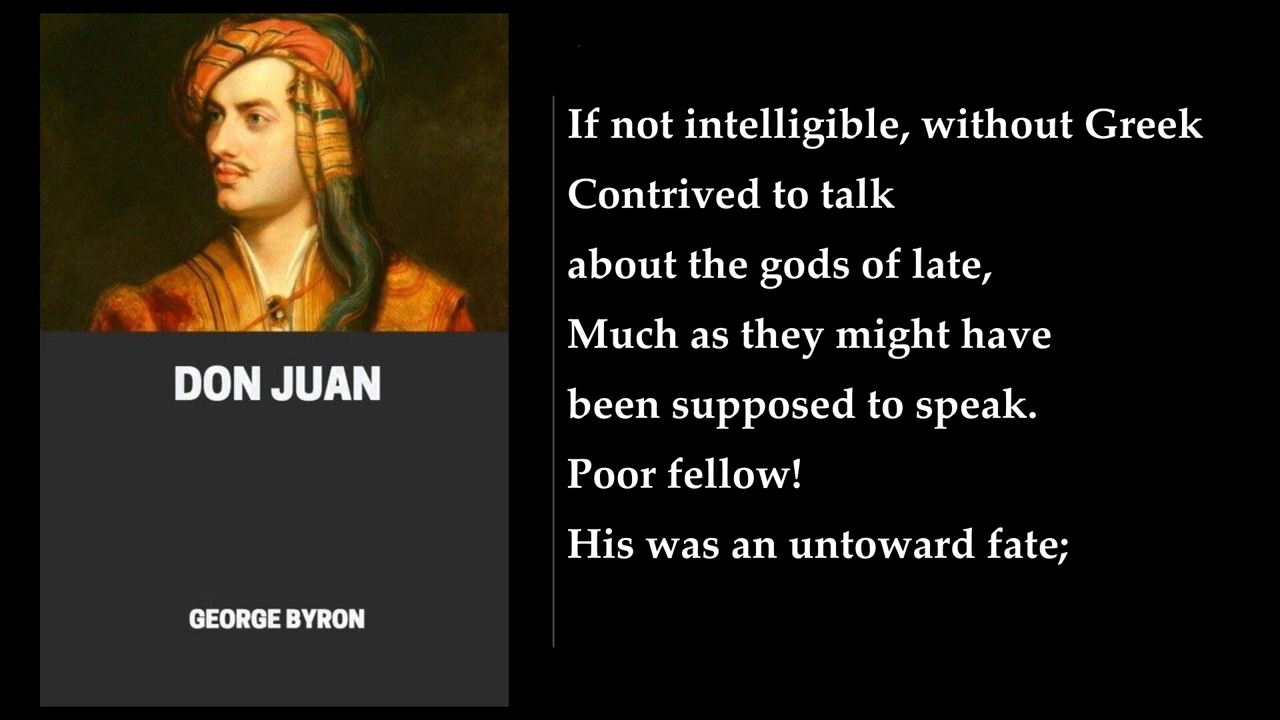 DON JUAN
GEORGE BYRON
If not intelligible, without Greek
Contrived to talk
about the gods of late,
Much as they might have
been supposed to speak.
Poor fellow!
His was an untoward fate;